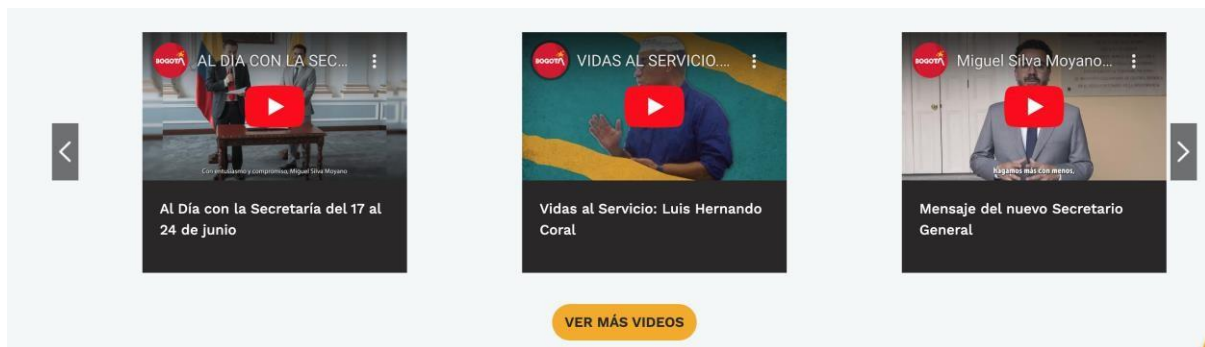 BOGOTÁ
AL DÍA CON LA SEC...
Con entusiasmo y compromiso, Miguel Silva Moyano
Al Día con la Secretaría del 17 al
24 de junio
BOGOTÁ
VIDAS AL SERVICIO....
Vidas al Servicio: Luis Hernando
Coral
BOGOTÁ
Miguel Silva Moyano...
hagamos más con menos,
Mensaje del nuevo Secretario
General
VER MÁS VIDEOS